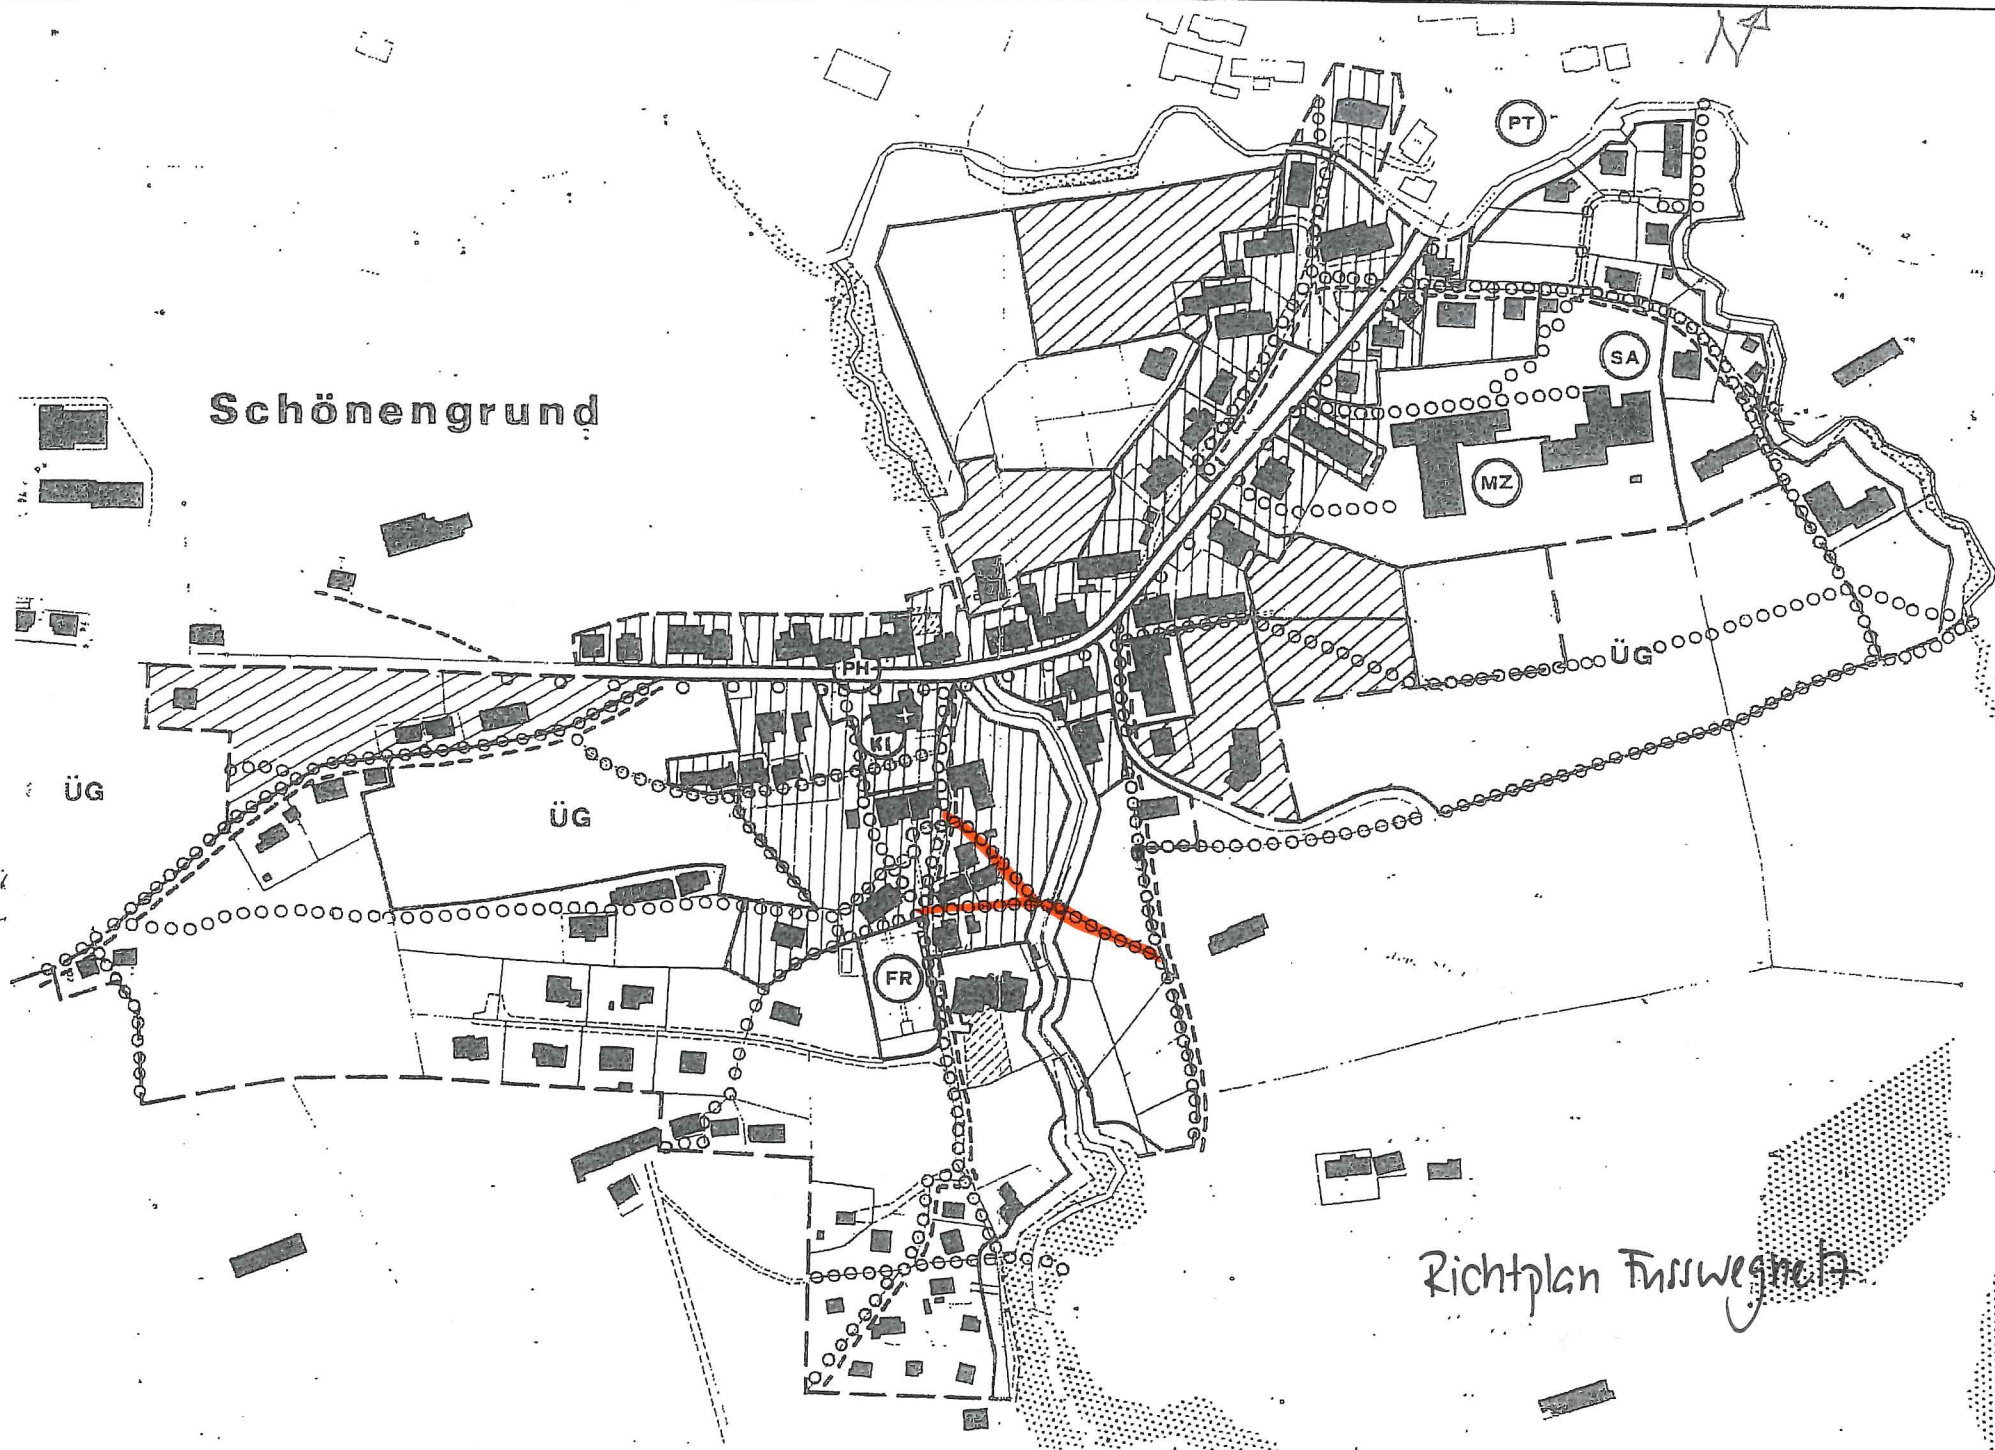 PT
Schönengrund
SA
MZ
ÜG
PH
KI
ÜG
ÜG
FR
Richtplan Fusswegnetz